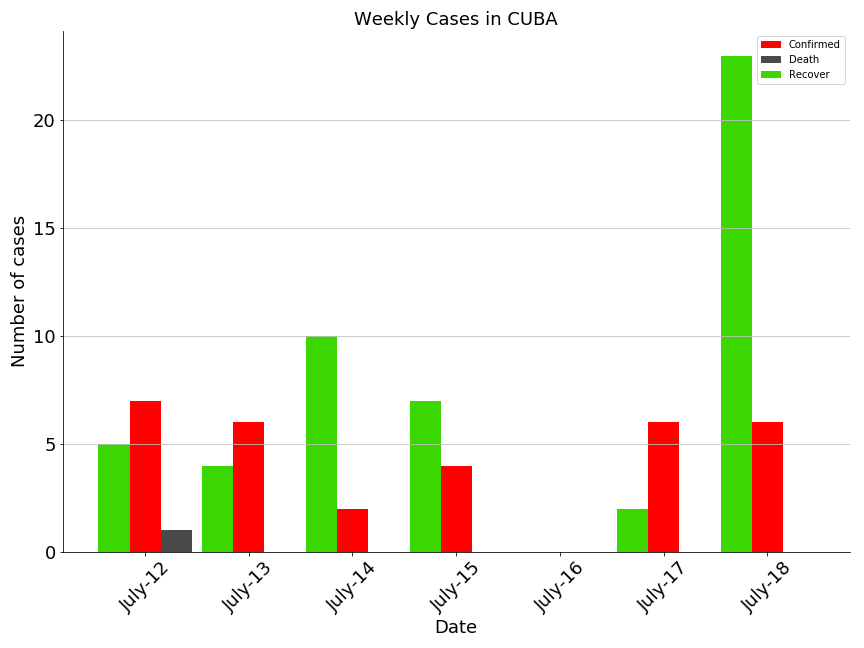 Weekly Cases in CUBA
Confirmed
Death
Recover
Number of cases
20
15
10
5
0
July-12
July-13
July-14
July-15
July-16
July-17
July-18
Date